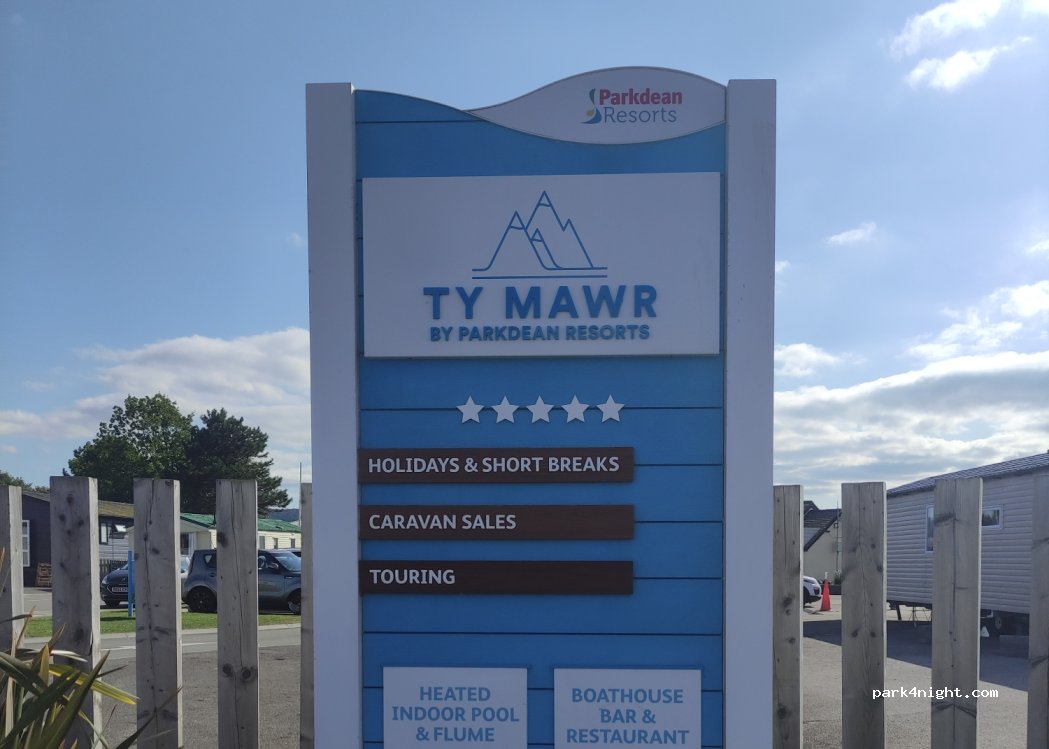 Parkdean
Resorts
TY MAWR
BY PARKDEAN RESORTS
HOLIDAYS & SHORT BREAKS
CARAVAN SALES
TOURING
HEATED
INDOOR POOL
& FLUME
BOATHOUSE
BAR &
RESTAURANT
park4night.com